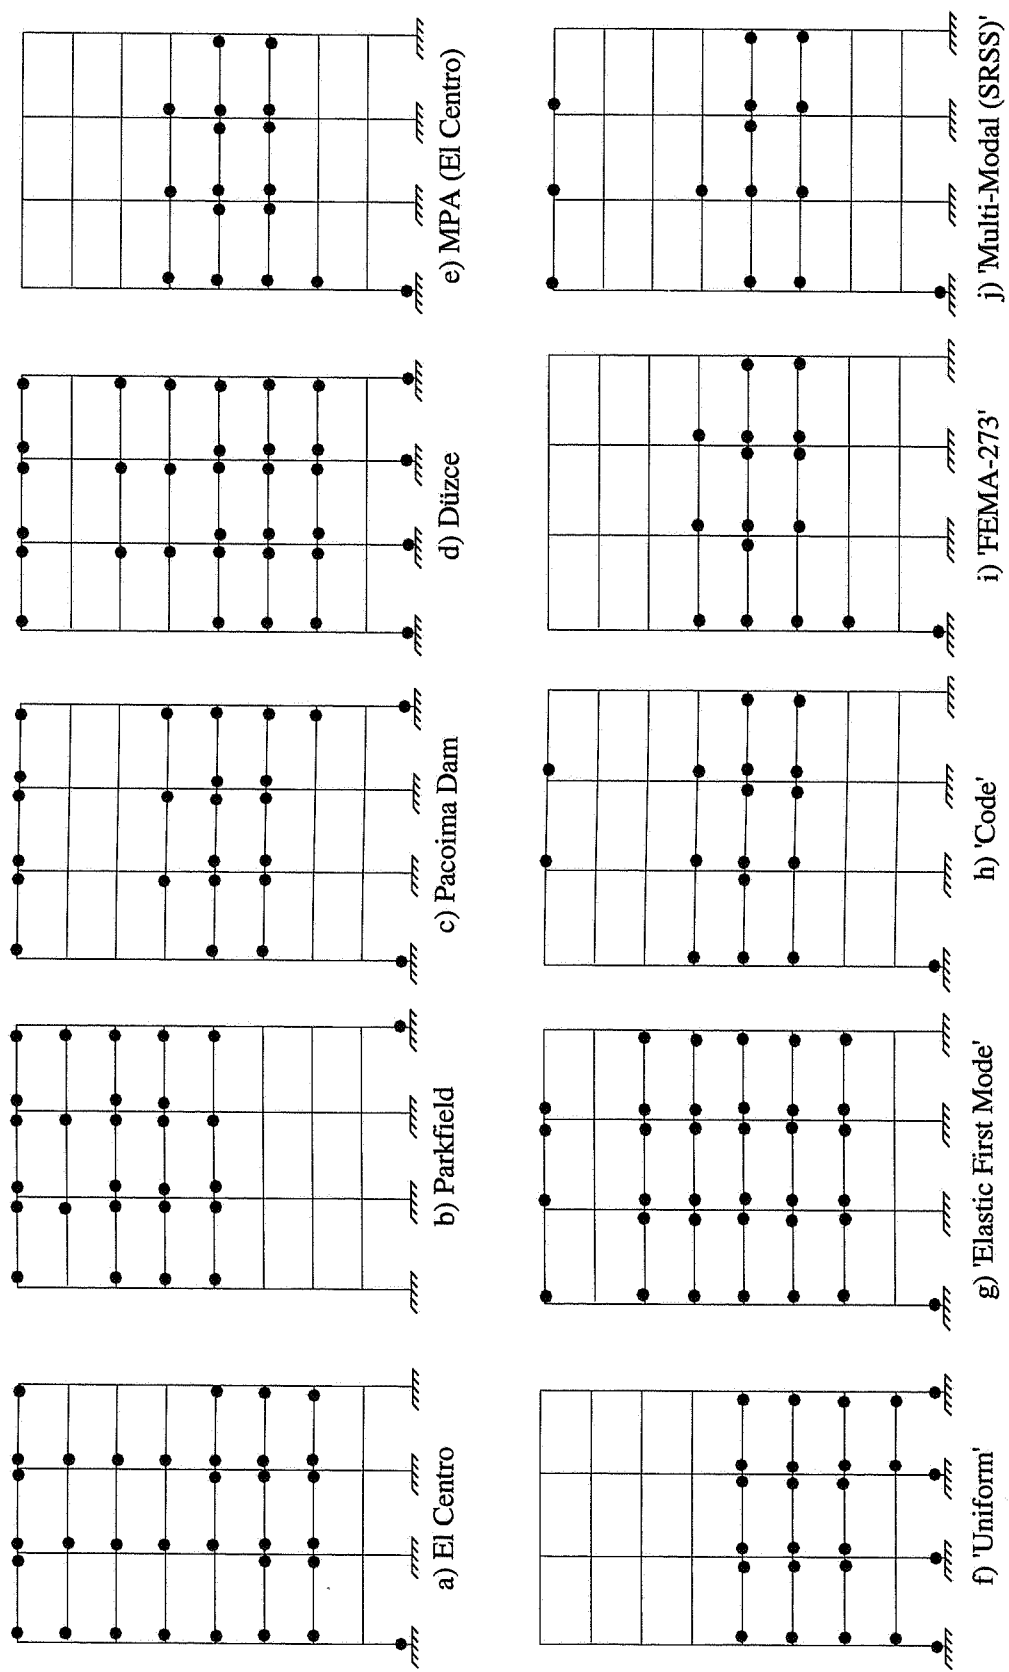 a) El Centro
b) Parkfield
c) Pacoima Dam
d) Düzce
e) MPA (El Centro)
f) 'Uniform'
g) 'Elastic First Mode'
h) 'Code'
i) 'FEMA-273'
j) 'Multi-Modal (SRSS)'